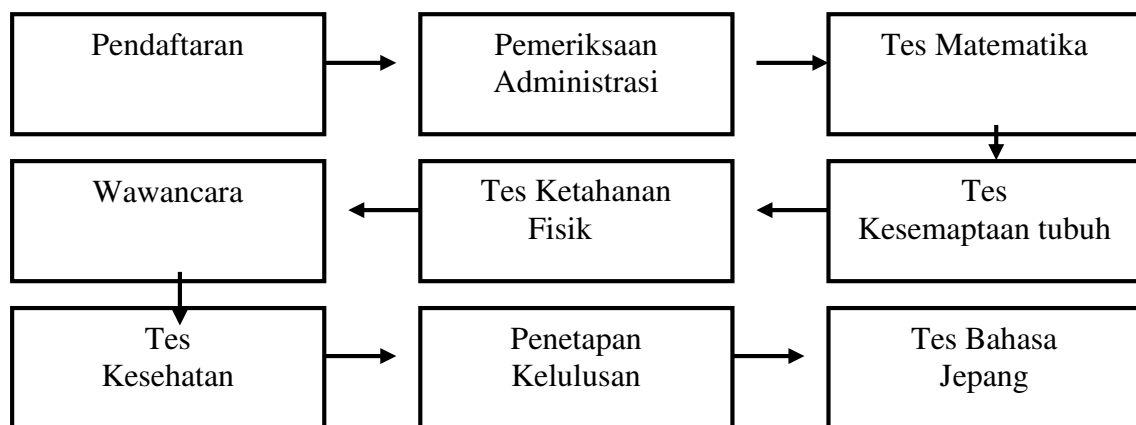 Pendaftaran
Pemeriksaan
Administrasi
Tes Matematika
Tes
Kesemaptaan tubuh
Tes Ketahanan
Fisik
Wawancara
Tes
Kesehatan
Penetapan
Kelulusan
Tes Bahasa
Jepang